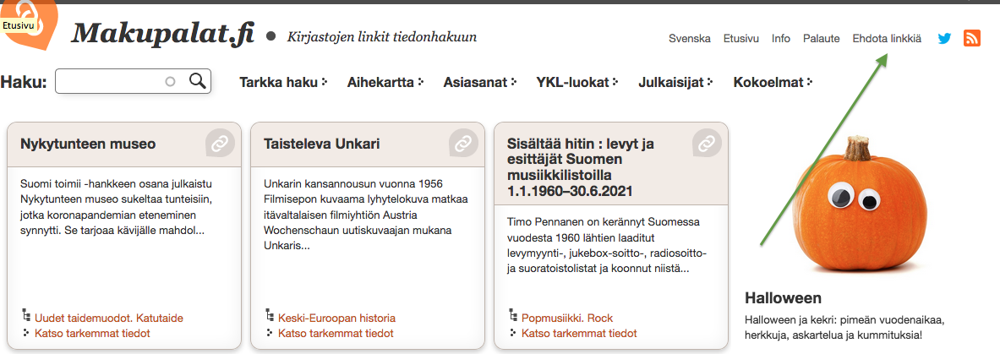 Etusivu
Makupalat.fi
Kirjastojen linkit tiedonhakuun
Svenska Etusivu Info Palaute Ehdota linkkiä
Haku:
Tarkka haku Aihekartta Asiasanat YKL-luokat Julkaisijat Kokoelmat
Nykytunteen museo
Suomi toimii -hankkeen osana julkaistu
Nykytunteen museo sukeltaa tunteisiin,
jotka koronapandemian eteneminen
synnytti. Se tarjoaa kävijälle mahdol...
Uudet taidemuodot. Katutaide
Katso tarkemmat tiedot
Taisteleva Unkari
Unkarin kansannousun vuonna 1956
Filmisepon kuvaama lyhytelokuva matkaa
itävaltalaisen filmiyhtiön Austria
Wochenschaun uutiskuvaajan mukana
Unkaris...
Keski-Euroopan historia
Katso tarkemmat tiedot
Sisältää hitin : levyt ja
esittäjät Suomen
musiikkilistoilla
1.1.1960–30.6.2021
Timo Pennanen on kerännyt Suomessa
vuodesta 1960 lähtien laaditut
levymyynti-, jukebox-soitto-, radiosoitto-
ja suoratoistolistat ja koonnut niistä...
Popmusiikki. Rock
Katso tarkemmat tiedot
Halloween
Halloween ja kekri: pimeän vuodenaikaa,
herkkuja, askartelua ja kummituksia!